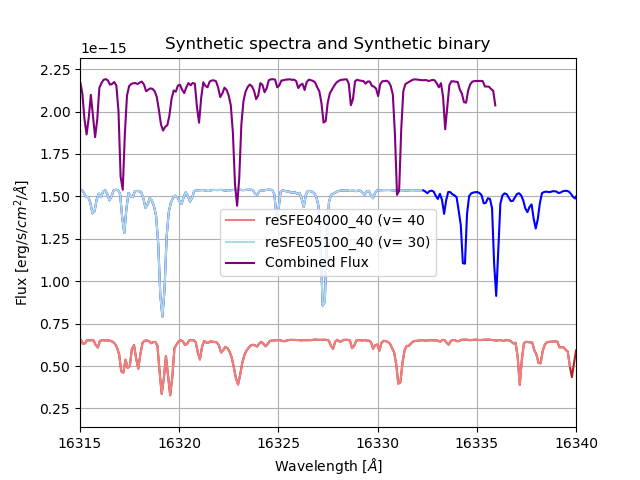 Synthetic spectra and Synthetic binary
1e−15
2.25
2.00
1.75
1.50
1.25
1.00
0.75
0.50
0.25
Flux [erg/s/cm²/Å]
reSFE04000_40 (v= 40
reSFE05100_40 (v= 30)
Combined Flux
16315 16320 16325 16330 16335 16340
Wavelength [Å]